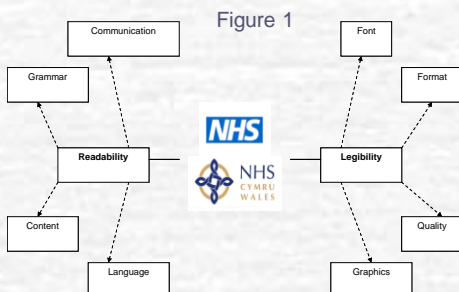 Figure 1
Communication
Font
Grammar
Format
NHS
Readability
Legibility
NHS
CYMRU
WALES
Content
Quality
Language
Graphics